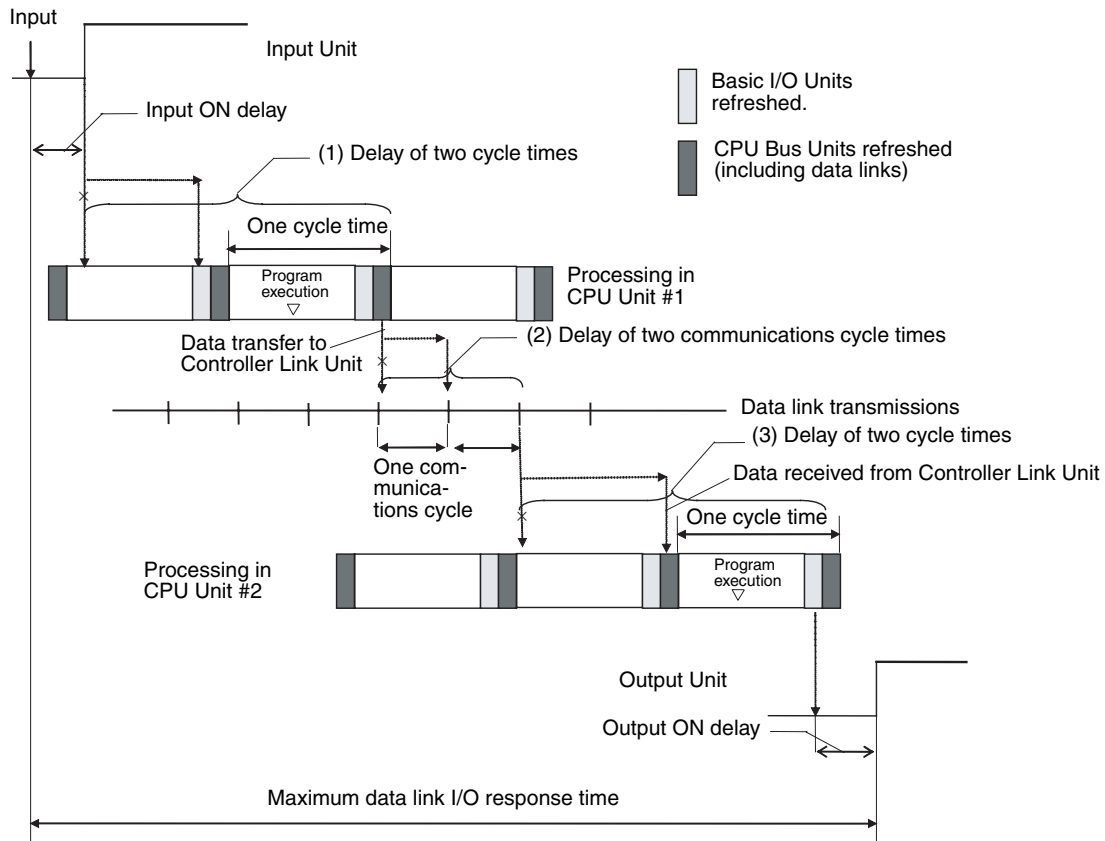 Input
Input Unit
Basic I/O Units
refreshed.
Input ON delay
CPU Bus Units refreshed
(including data links)
(1) Delay of two cycle times
One cycle time
Program
execution
Processing in
CPU Unit #1
Data transfer to
Controller Link Unit
(2) Delay of two communications cycle times
Data link transmissions
(3) Delay of two cycle times
One com-
munica-
tions cycle
Data received from Controller Link Unit
One cycle time
Processing in
CPU Unit #2
Program
execution
Output Unit
Output ON delay
Maximum data link I/O response time